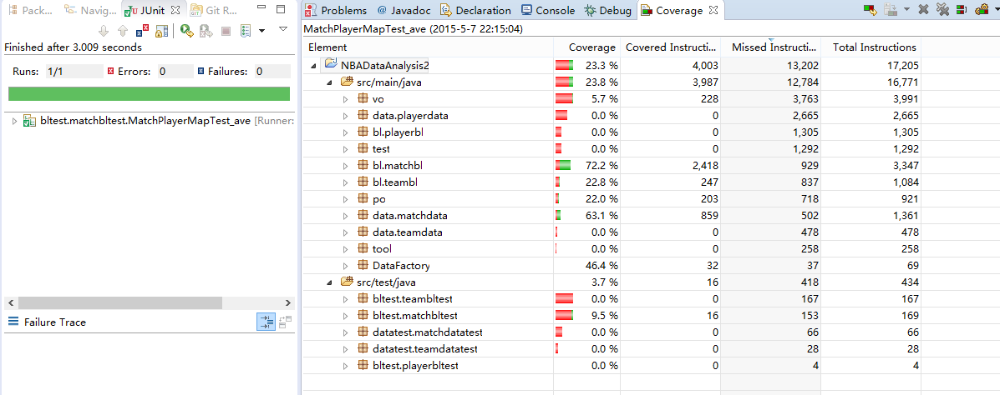 Pack... Navig... JUnit Git R...
Finished after 3.009 seconds
Runs: 1/1 Errors: 0 Failures: 0
bltest.matchbltest.MatchPlayerMapTest_ave [Runner:
Failure Trace
Problems @ Javadoc Declaration Console Debug Coverage
MatchPlayerMapTest_ave (2015-5-7 22:15:04)
Element Coverage Covered Instructi... Missed Instructi... Total Instructions
NBADataAnalysis2 23.3 % 4,003 13,202 17,205
src/main/java 23.8 % 3,987 12,784 16,771
vo 5.7 % 228 3,763 3,991
data.playerdata 0.0 % 0 2,665 2,665
bl.playerbl 0.0 % 0 1,305 1,305
test 0.0 % 0 1,292 1,292
bl.matchbl 72.2 % 2,418 929 3,347
bl.teambl 22.8 % 247 837 1,084
po 22.0 % 203 718 921
data.matchdata 63.1 % 859 502 1,361
data.teamdata 0.0 % 0 478 478
tool 0.0 % 0 258 258
DataFactory 46.4 % 32 37 69
src/test/java 3.7 % 16 418 434
bltest.teambltest 0.0 % 0 167 167
bltest.matchbltest 9.5 % 16 153 169
datatest.matchdatatest 0.0 % 0 66 66
datatest.teamdatatest 0.0 % 0 28 28
bltest.playerbltest 0.0 % 0 4 4